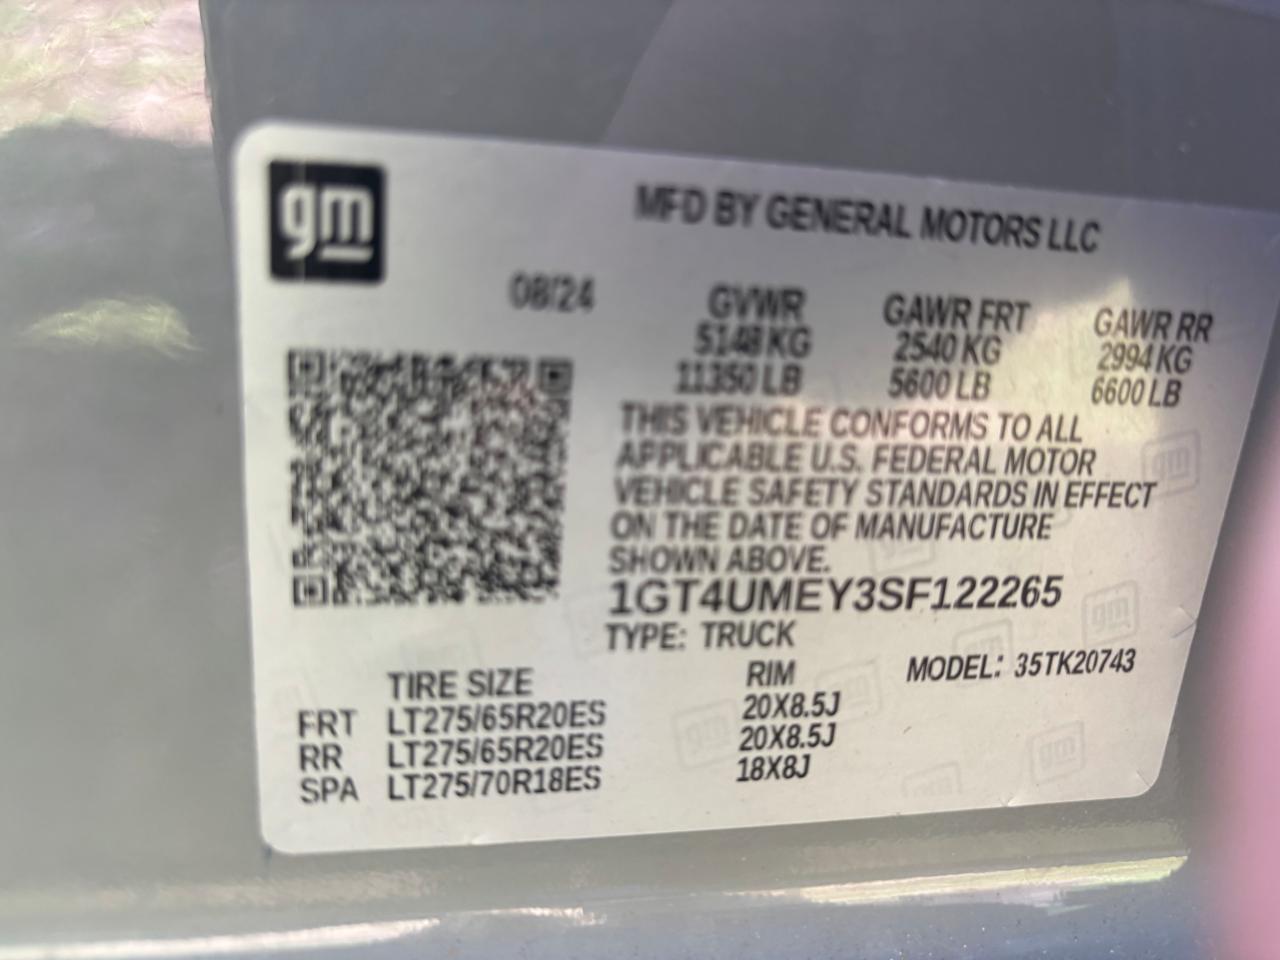 gm
MFD BY GENERAL MOTORS LLC
08/24 GVWR GAWR FRT GAWR RR
5148 KG 2540 KG 2994 KG
11350 LB 5600 LB 6600 LB
THIS VEHICLE CONFORMS TO ALL
APPLICABLE U.S. FEDERAL MOTOR
VEHICLE SAFETY STANDARDS IN EFFECT
ON THE DATE OF MANUFACTURE
SHOWN ABOVE.
1GT4UMEY3SF122265
TYPE: TRUCK
MODEL: 35TK20743
TIRE SIZE RIM
FRT LT275/65R20ES 20X8.5J
RR LT275/65R20ES 20X8.5J
SPA LT275/70R18ES 18X8J